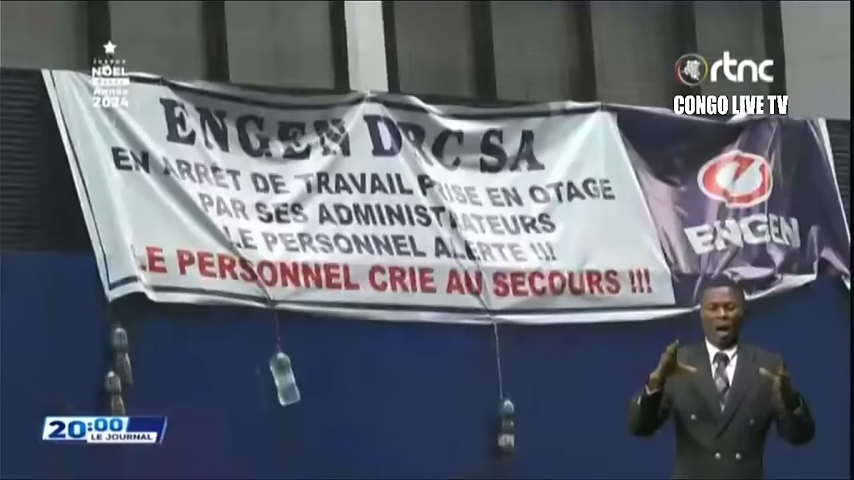 NOËL
Année
2024
rtnc
CONGO LIVE TV
ENGEN DRC SA
EN ARRET DE TRAVAIL PRISE EN OTAGE
PAR SES ADMINISTRATEURS
LE PERSONNEL ALERTE !!!
LE PERSONNEL CRIE AU SECOURS !!!
ENGEN
20:00
LE JOURNAL